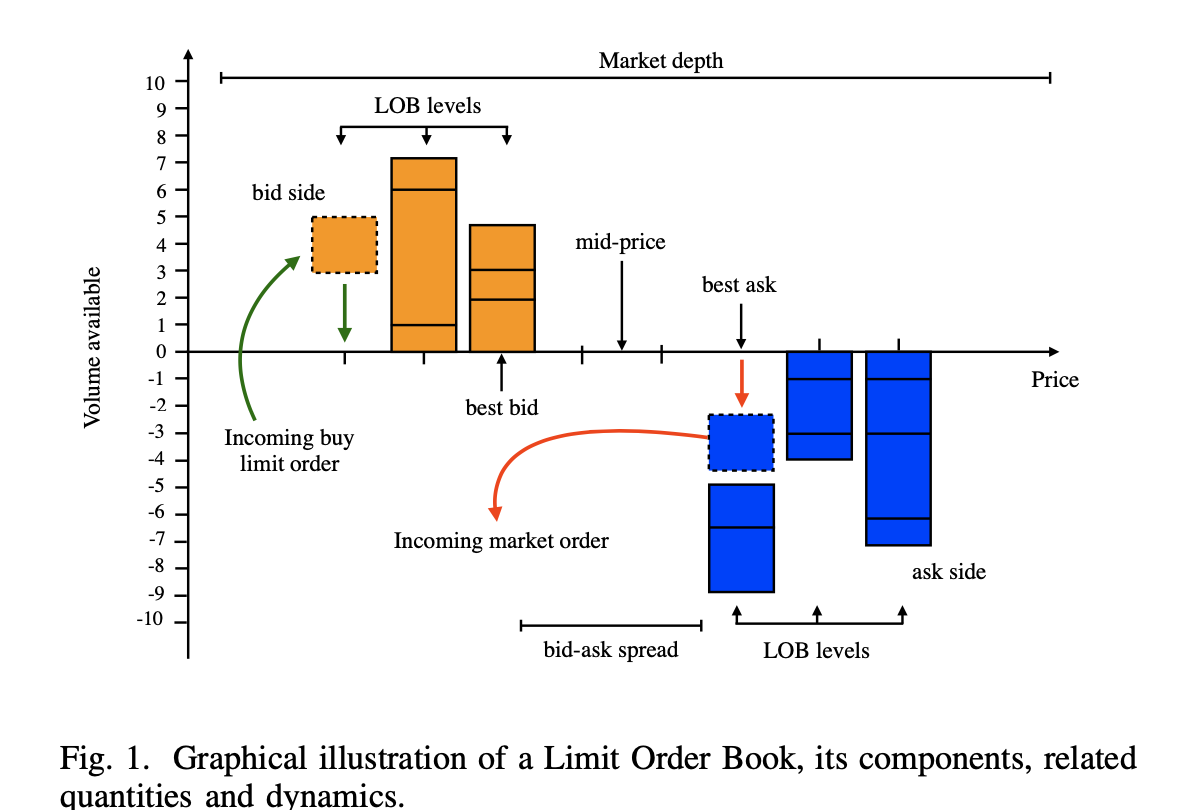 Market depth
10
9
8
7
6
5
4
3
2
1
0
-1
-2
-3
-4
-5
-6
-7
-8
-9
-10
Volume available
LOB levels
bid side
mid-price
best ask
Price
best bid
Incoming buy
limit order
Incoming market order
ask side
bid-ask spread
LOB levels
Fig. 1. Graphical illustration of a Limit Order Book, its components, related
quantities and dynamics.